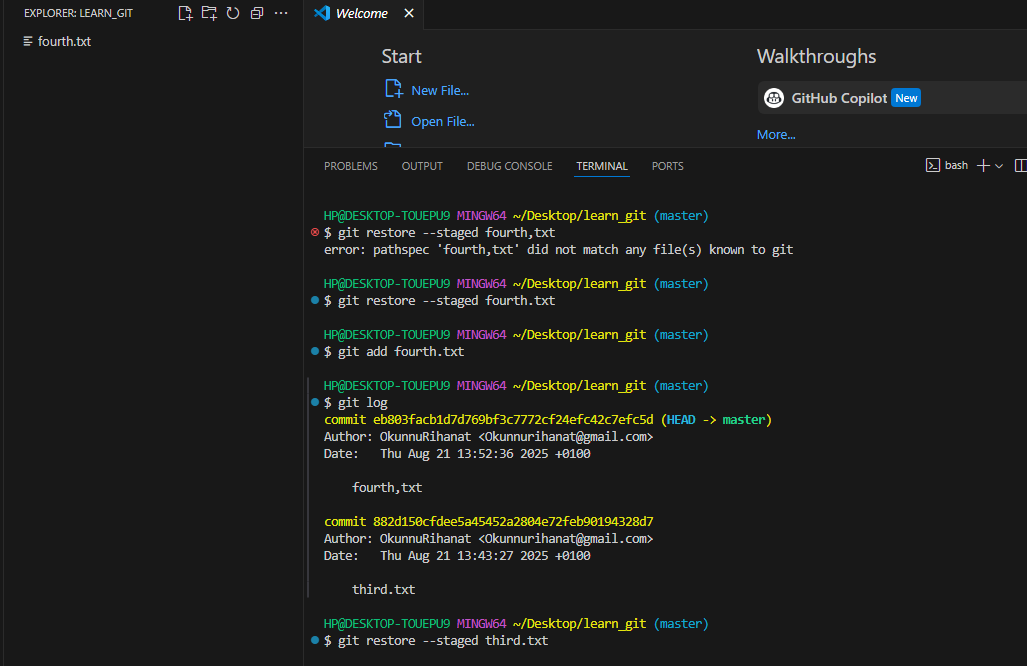 EXPLORER: LEARN_GIT
fourth.txt
Welcome
Start
New File...
Open File...
Walkthroughs
GitHub Copilot New
More...
PROBLEMS OUTPUT DEBUG CONSOLE TERMINAL PORTS
bash
HP@DESKTOP-TOUEPU9 MINGW64 ~/Desktop/learn_git (master)
$ git restore --staged fourth,txt
error: pathspec 'fourth,txt' did not match any file(s) known to git
HP@DESKTOP-TOUEPU9 MINGW64 ~/Desktop/learn_git (master)
$ git restore --staged fourth.txt
HP@DESKTOP-TOUEPU9 MINGW64 ~/Desktop/learn_git (master)
$ git add fourth.txt
HP@DESKTOP-TOUEPU9 MINGW64 ~/Desktop/learn_git (master)
$ git log
commit eb803facb1d7d769bf3c7772cf24efc42c7efc5d (HEAD -> master)
Author: OkunnuRihanat <Okunnurihanat@gmail.com>
Date:   Thu Aug 21 13:52:36 2025 +0100
fourth,txt
commit 882d150cfdee5a45452a2804e72feb90194328d7
Author: OkunnuRihanat <Okunnurihanat@gmail.com>
Date:   Thu Aug 21 13:43:27 2025 +0100
third.txt
HP@DESKTOP-TOUEPU9 MINGW64 ~/Desktop/learn_git (master)
$ git restore --staged third.txt